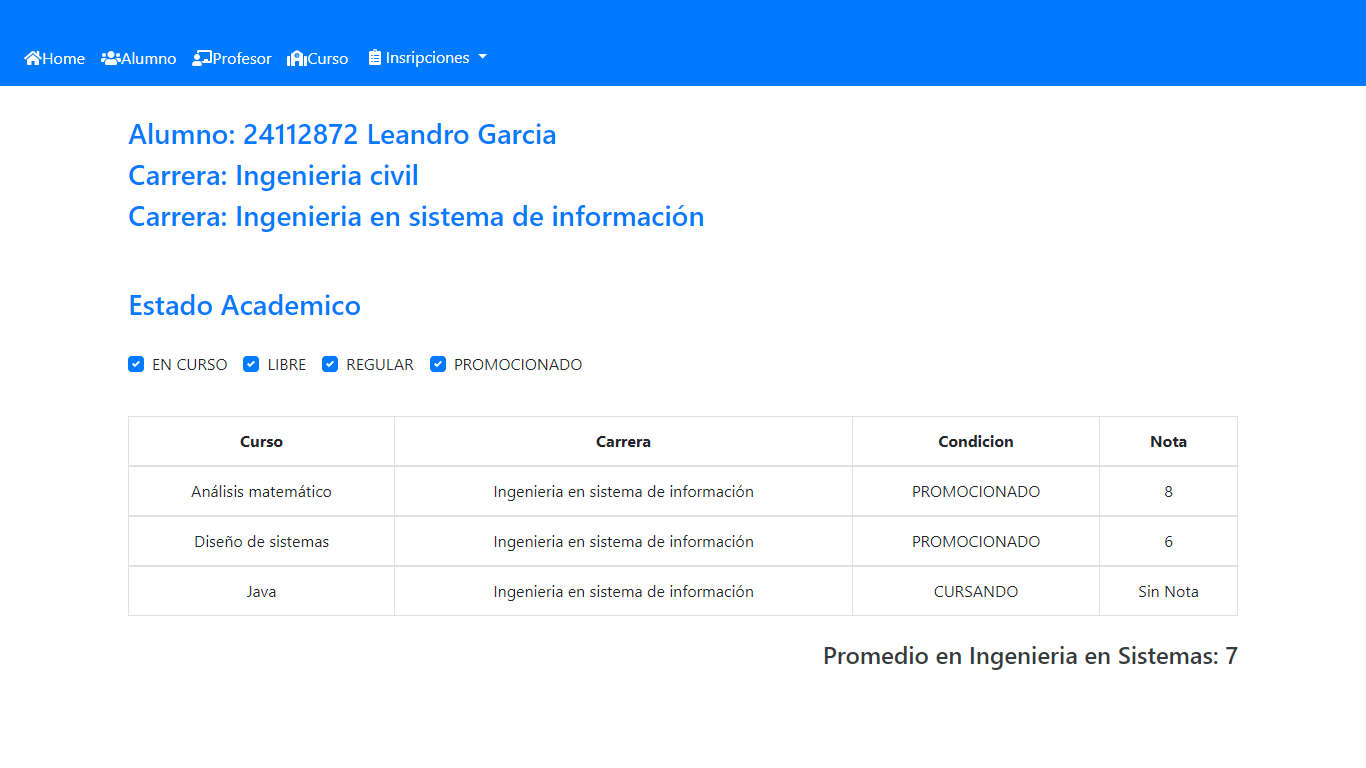 Home Alumno Profesor Curso Insripciones
Alumno: 24112872 Leandro Garcia
Carrera: Ingenieria civil
Carrera: Ingenieria en sistema de información
Estado Academico
EN CURSO LIBRE REGULAR PROMOCIONADO
Curso Carrera Condicion Nota
Análisis matemático Ingenieria en sistema de información PROMOCIONADO 8
Diseño de sistemas Ingenieria en sistema de información PROMOCIONADO 6
Java Ingenieria en sistema de información CURSANDO Sin Nota
Promedio en Ingenieria en Sistemas: 7